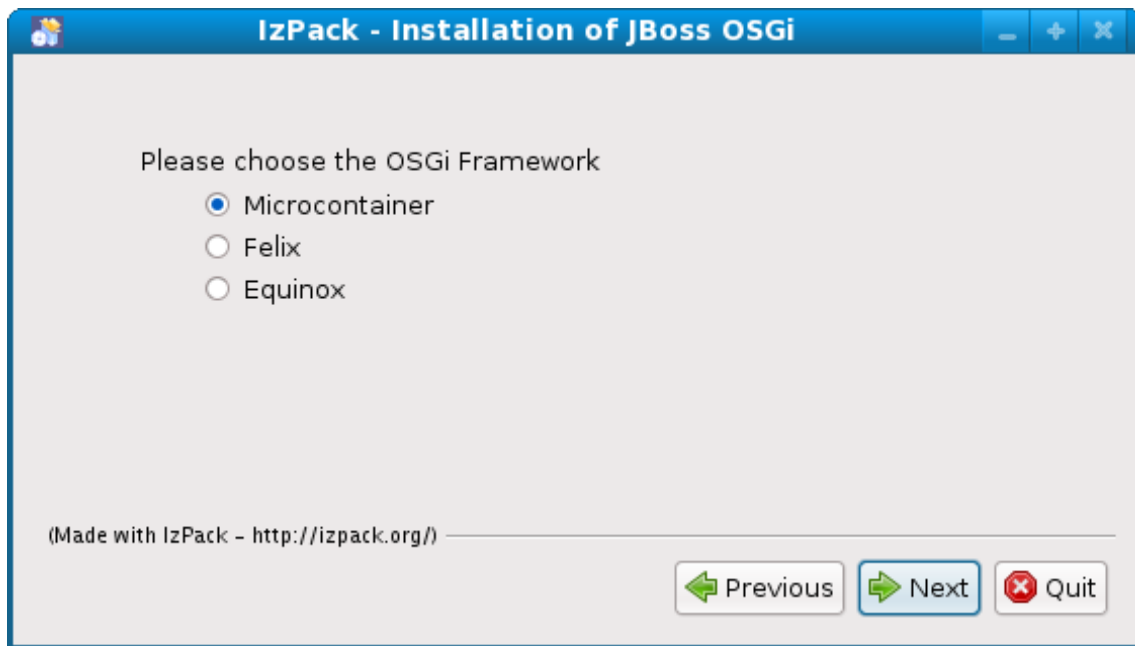 IzPack - Installation of JBoss OSGi
Please choose the OSGi Framework
Microcontainer
Felix
Equinox
(Made with IzPack - http://izpack.org/)
Previous
Next
Quit